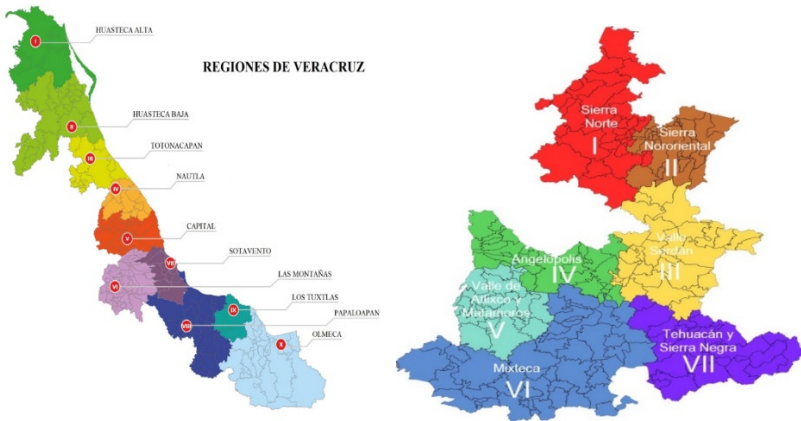 REGIONES DE VERACRUZ
I
HUASTECA ALTA
II
HUASTECA BAJA
III
TOTONACAPAN
IV
NAUTLA
V
CAPITAL
VII
SOTAVENTO
VI
LAS MONTAÑAS
IX
LOS TUXTLAS
VIII
PAPALOAPAN
X
OLMECA
Sierra
Norte
I
Sierra
Nororiental
II
Valle
Serdán
III
Angelópolis
IV
Valle de
Atlixco y
Matamoros
V
Mixteca
VI
Tehuacán y
Sierra Negra
VII